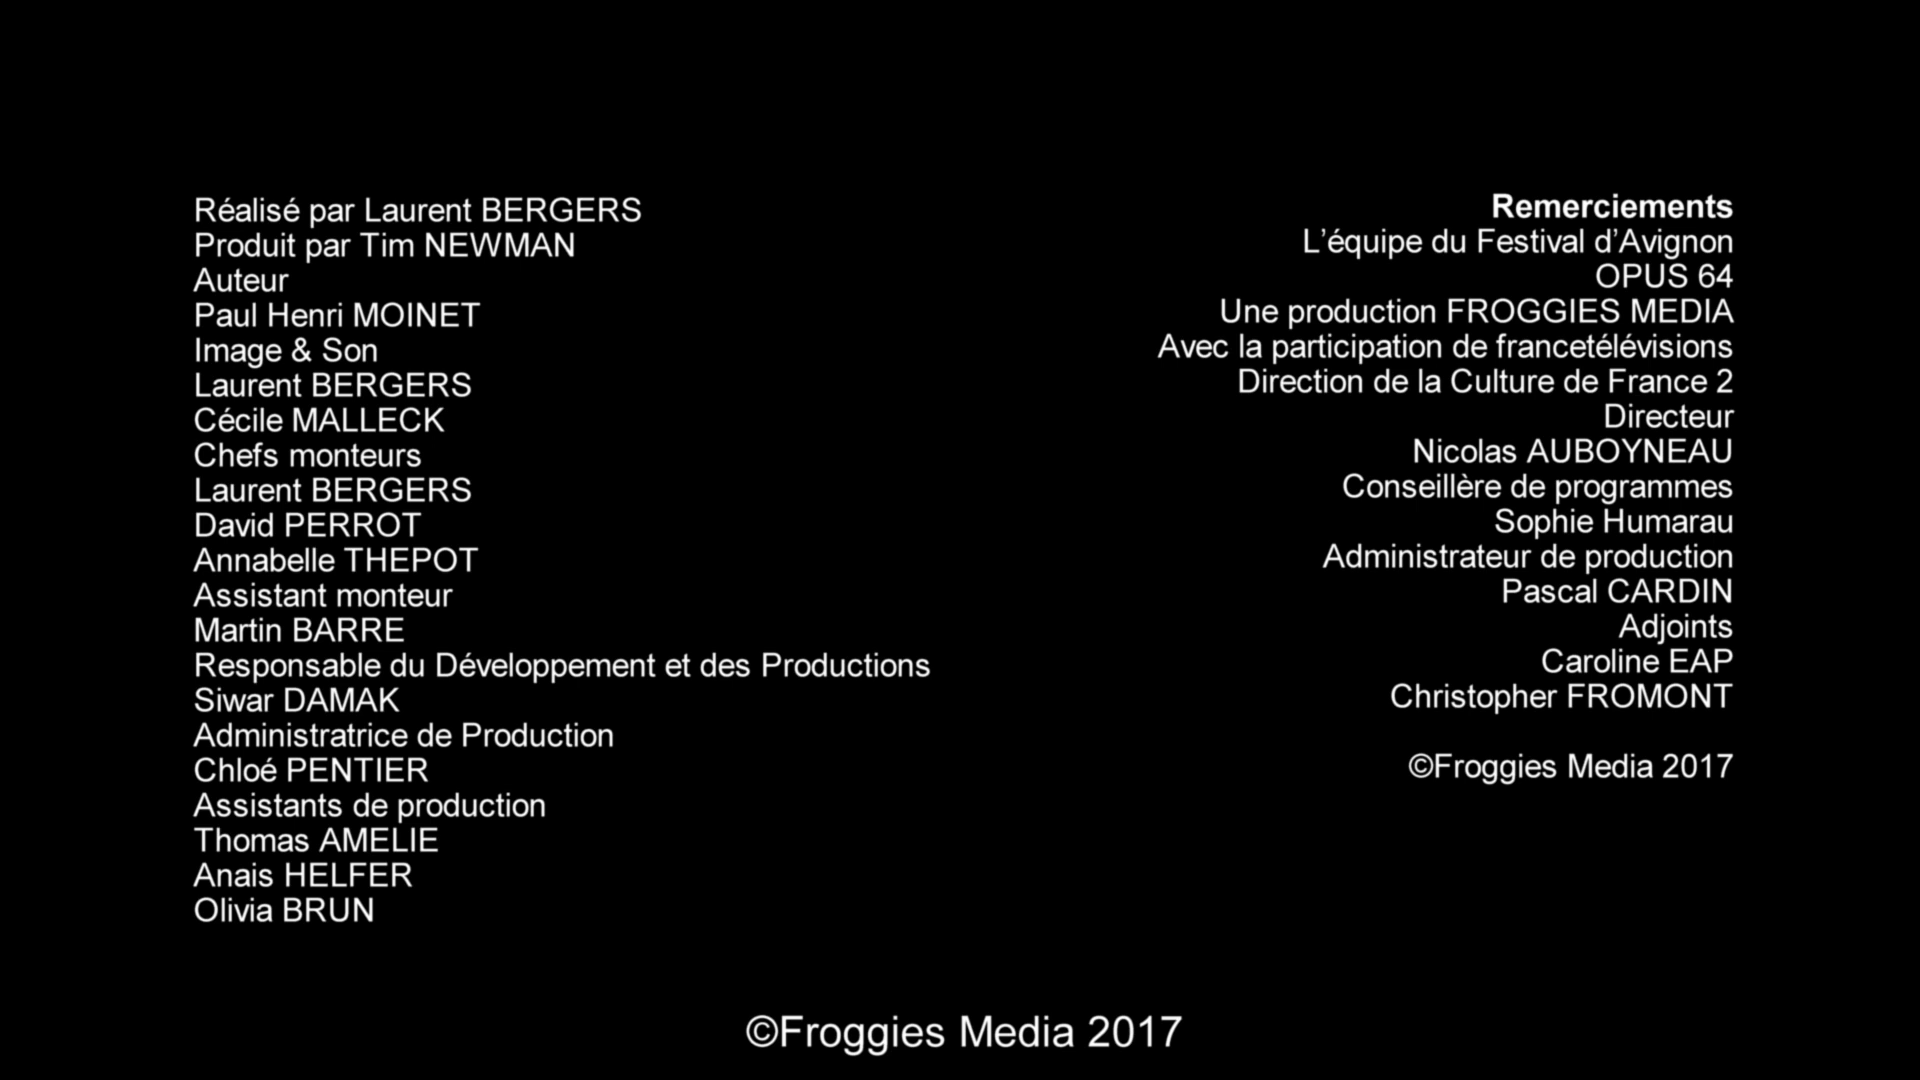 Réalisé par Laurent BERGERS
Produit par Tim NEWMAN
Auteur
Paul Henri MOINET
Image & Son
Laurent BERGERS
Cécile MALLECK
Chefs monteurs
Laurent BERGERS
David PERROT
Annabelle THEPOT
Assistant monteur
Martin BARRE
Responsable du Développement et des Productions
Siwar DAMAK
Administratrice de Production
Chloé PENTIER
Assistants de production
Thomas AMELIE
Anais HELFER
Olivia BRUN
Remerciements
L’équipe du Festival d’Avignon
OPUS 64
Une production FROGGIES MEDIA
Avec la participation de francetélévisions
Direction de la Culture de France 2
Directeur
Nicolas AUBOYNEAU
Conseillère de programmes
Sophie Humarau
Administrateur de production
Pascal CARDIN
Adjoints
Caroline EAP
Christopher FROMONT
©Froggies Media 2017
©Froggies Media 2017